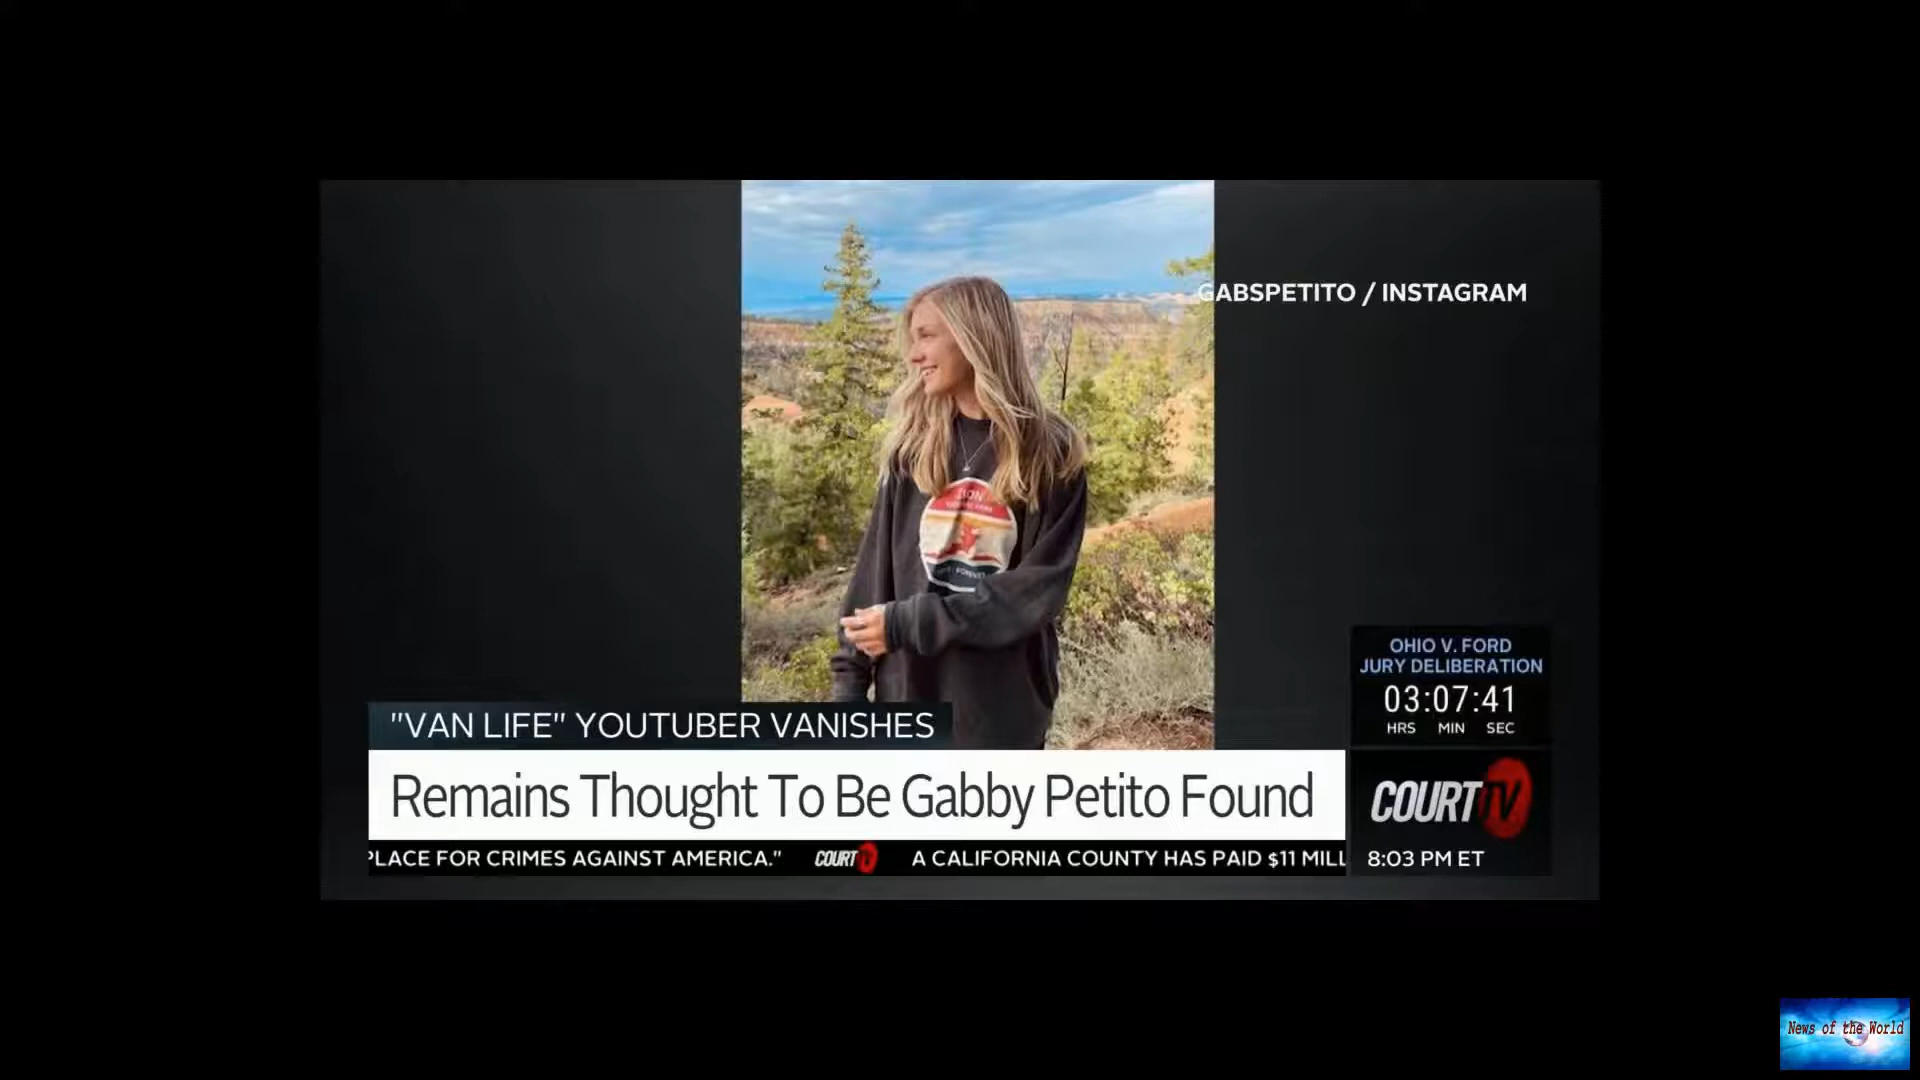 GABSPETITO / INSTAGRAM
ZION
FOREVER
OHIO V. FORD
JURY DELIBERATION
03:07:41
HRS MIN SEC
"VAN LIFE" YOUTUBER VANISHES
Remains Thought To Be Gabby Petito Found
COURT TV
PLACE FOR CRIMES AGAINST AMERICA." COURT TV A CALIFORNIA COUNTY HAS PAID $11 MILL
8:03 PM ET
News of the World